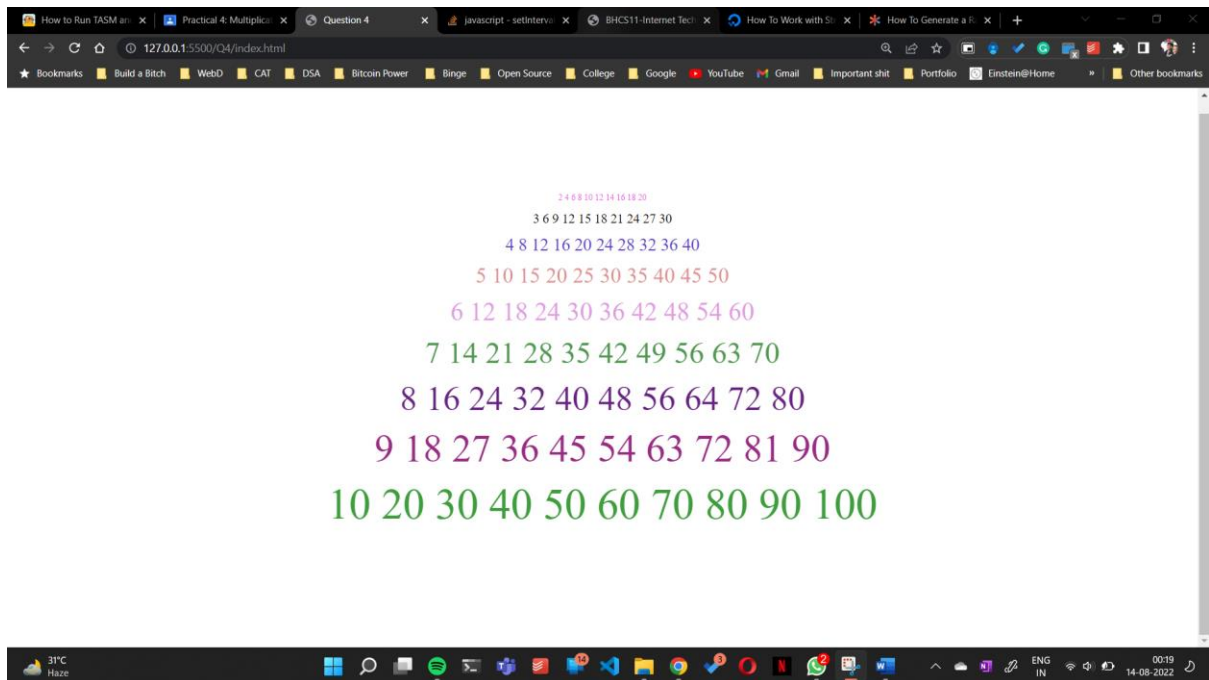 How to Run TASM an
Practical 4: Multiplica
Question 4
javascript - setInterva
BHCS11-Internet Tech
How To Work with St
How To Generate a R
127.0.0.1:5500/Q4/index.html
Bookmarks Build a Bitch WebD CAT DSA Bitcoin Power Binge Open Source College Google YouTube Gmail Important shit Portfolio Einstein@Home » Other bookmarks
2 4 6 8 10 12 14 16 18 20
3 6 9 12 15 18 21 24 27 30
4 8 12 16 20 24 28 32 36 40
5 10 15 20 25 30 35 40 45 50
6 12 18 24 30 36 42 48 54 60
7 14 21 28 35 42 49 56 63 70
8 16 24 32 40 48 56 64 72 80
9 18 27 36 45 54 63 72 81 90
10 20 30 40 50 60 70 80 90 100
31°C
Haze
14
3
2
ENG
IN
00:19
14-08-2022